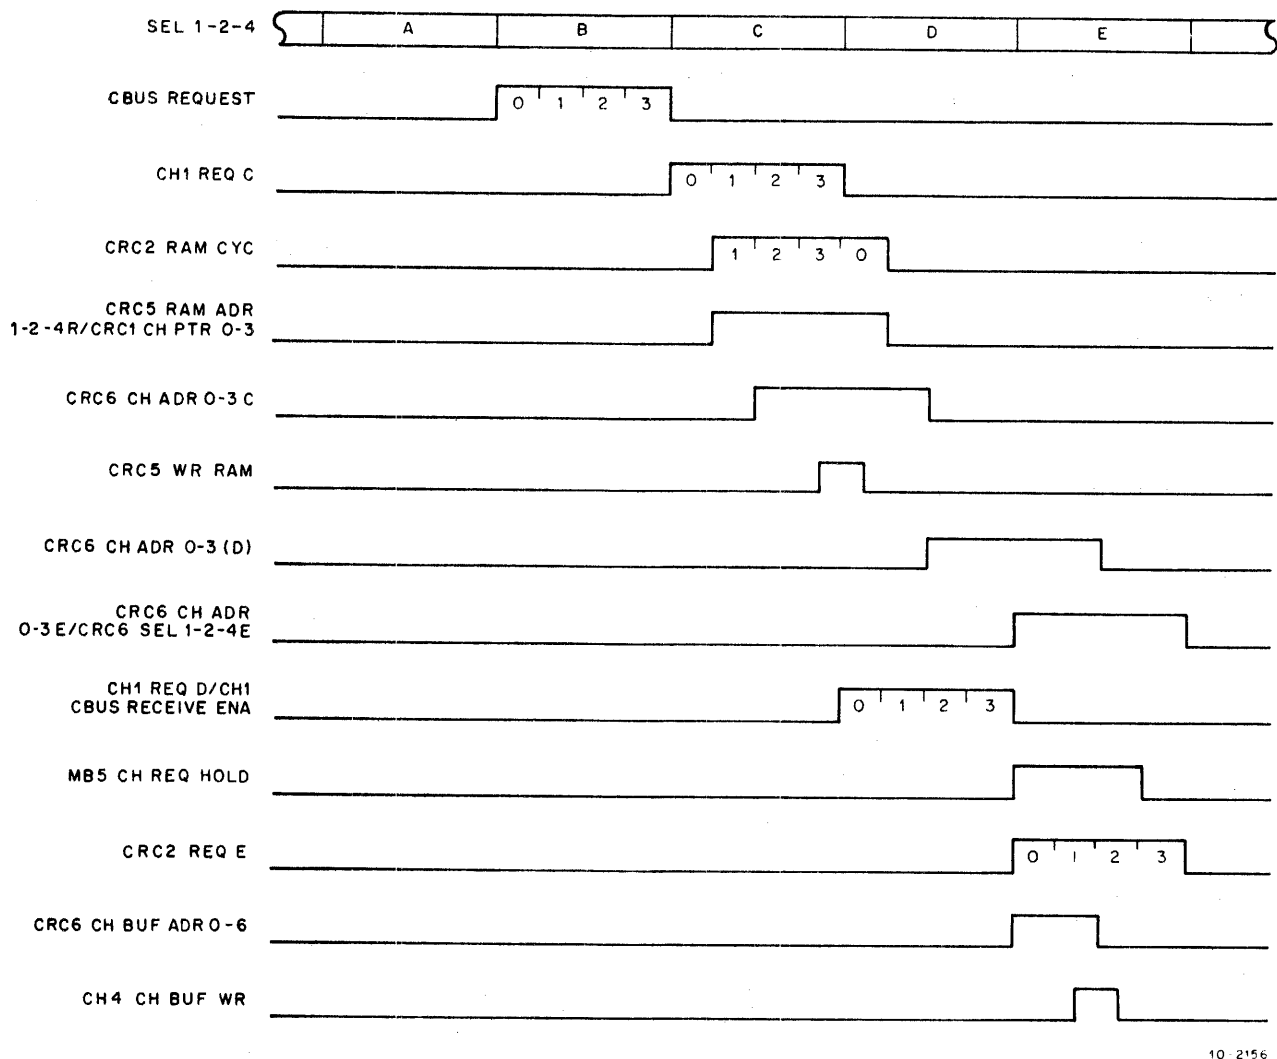 SEL 1-2-4 A B C D E
CBUS REQUEST 0 1 2 3
CH1 REQ C 0 1 2 3
CRC2 RAM CYC 1 2 3 0
CRC5 RAM ADR
1-2-4R/CRC1 CH PTR 0-3
CRC6 CH ADR 0-3 C
CRC5 WR RAM
CRC6 CH ADR 0-3 (D)
CRC6 CH ADR
0-3 E/CRC6 SEL 1-2-4E
CH1 REQ D/CH1
CBUS RECEIVE ENA 0 1 2 3
MB5 CH REQ HOLD
CRC2 REQ E 0 1 2 3
CRC6 CH BUF ADR 0-6
CH4 CH BUF WR
10-2156